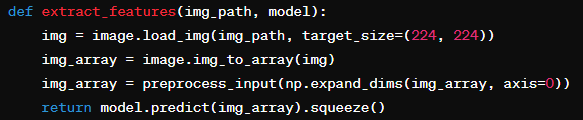 def extract_features(img_path, model):
    img = image.load_img(img_path, target_size=(224, 224))
    img_array = image.img_to_array(img)
    img_array = preprocess_input(np.expand_dims(img_array, axis=0))
    return model.predict(img_array).squeeze()